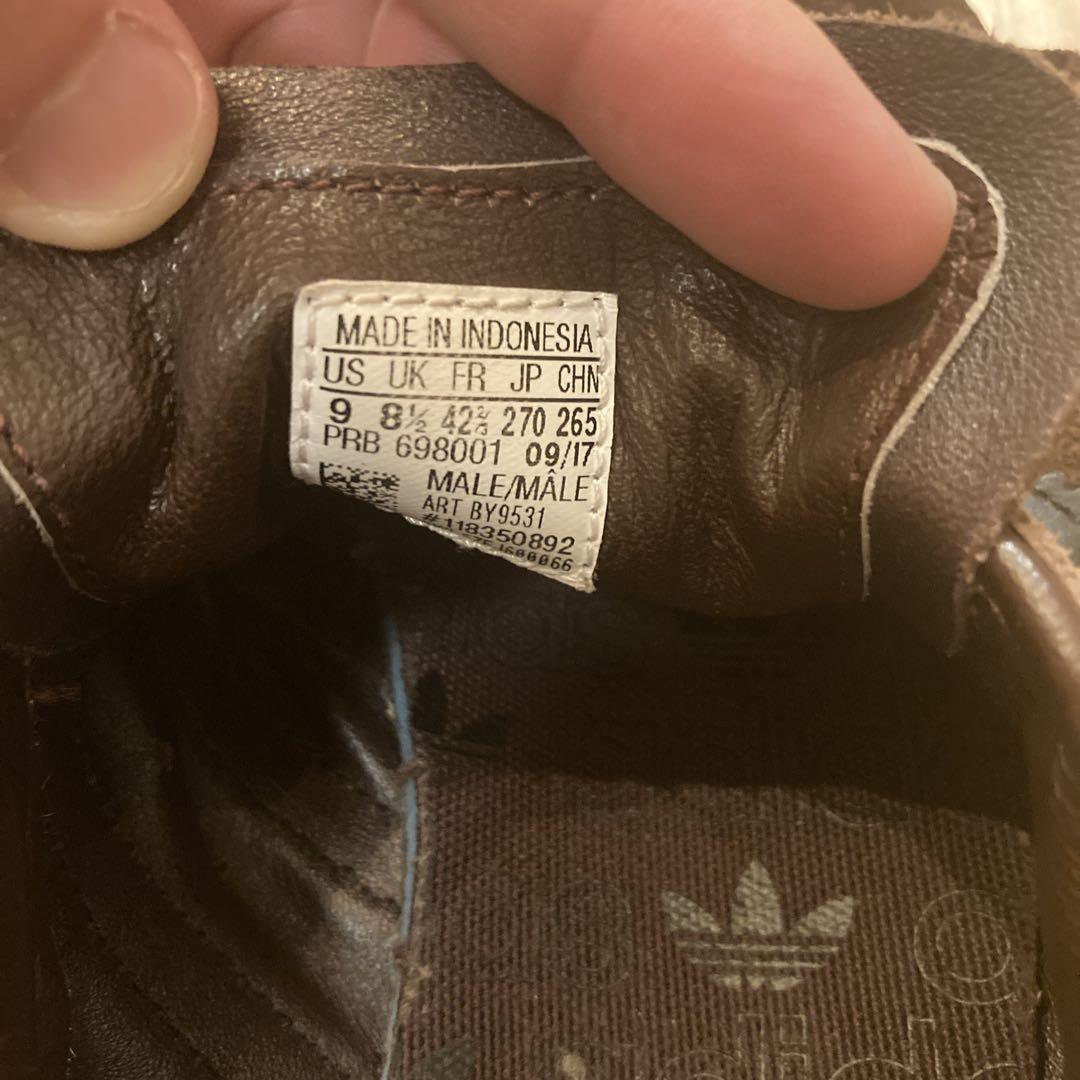 MADE IN INDONESIA
US UK FR JP CHN
9 8½ 42⅔ 270 265
PRB 698001 09/17
MALE/MÂLE
ART BY9531
#118350892